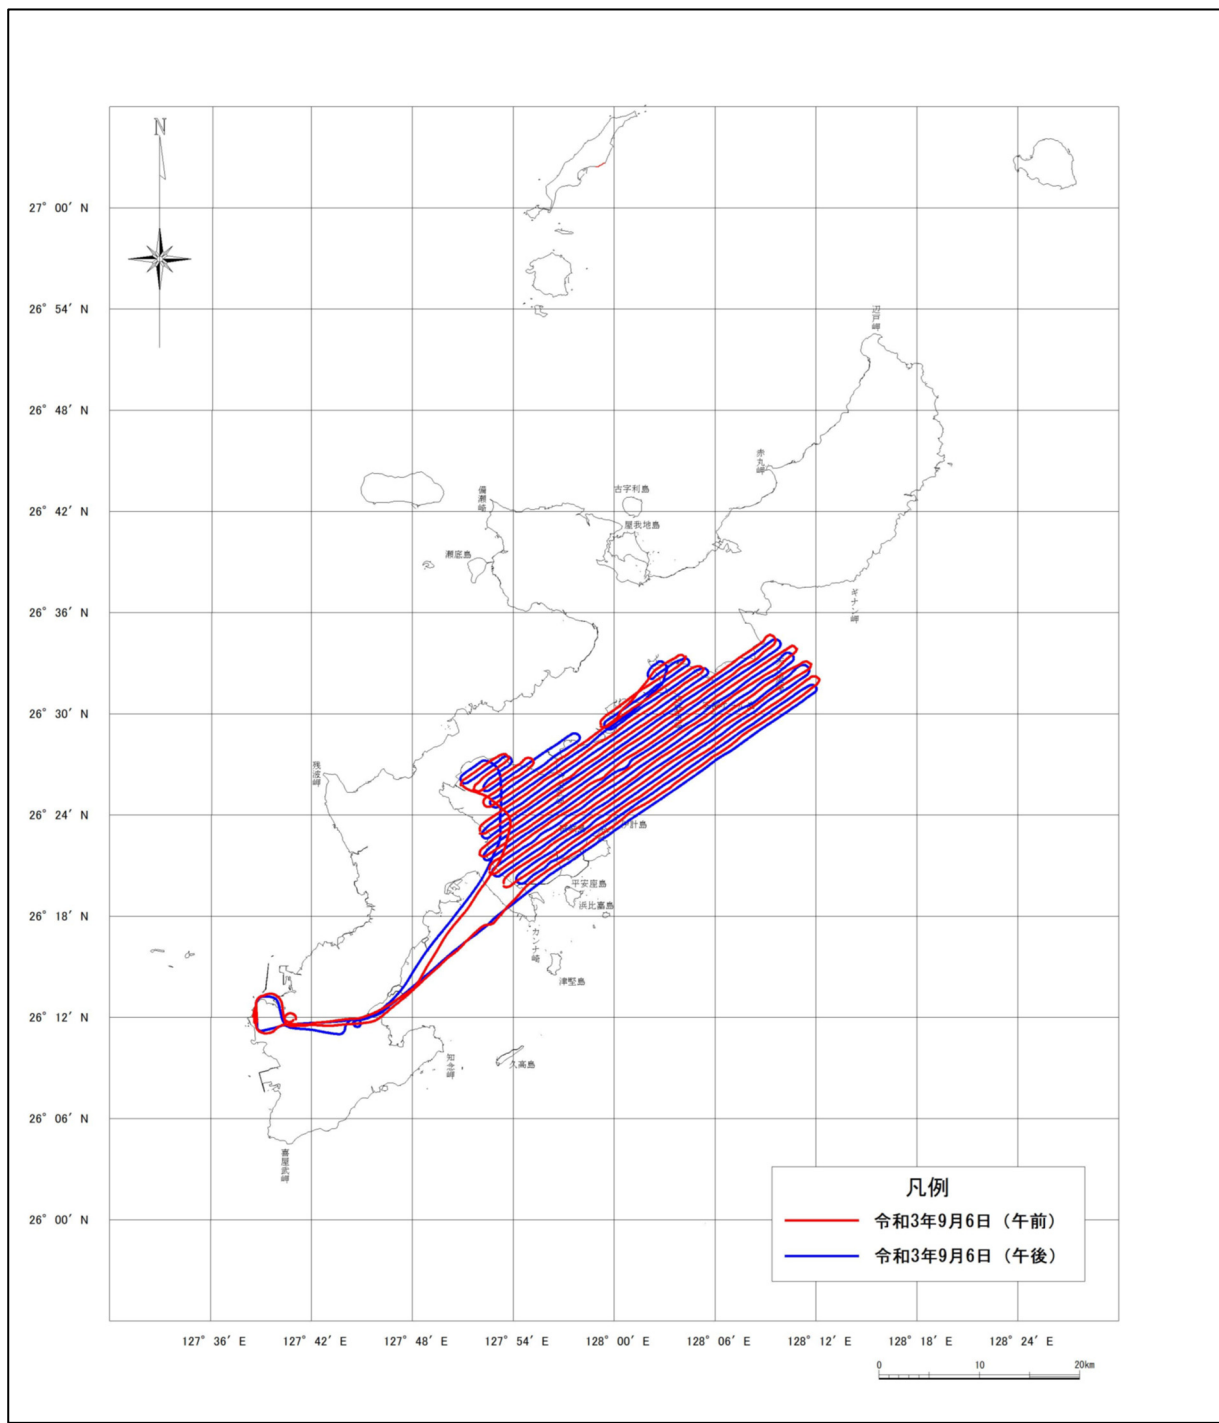 N
27° 00′ N
26° 54′ N
辺戸岬
26° 48′ N
赤丸岬
備瀬崎
古宇利島
26° 42′ N
屋我地島
瀬底島
26° 36′ N
ギナン岬
26° 30′ N
残波岬
26° 24′ N
伊計島
平安座島
浜比嘉島
26° 18′ N
カンナ崎
津堅島
26° 12′ N
知念岬
久高島
26° 06′ N
喜屋武岬
26° 00′ N
凡例
令和3年9月6日（午前）
令和3年9月6日（午後）
127° 36′ E
127° 42′ E
127° 48′ E
127° 54′ E
128° 00′ E
128° 06′ E
128° 12′ E
128° 18′ E
128° 24′ E
0 10 20km